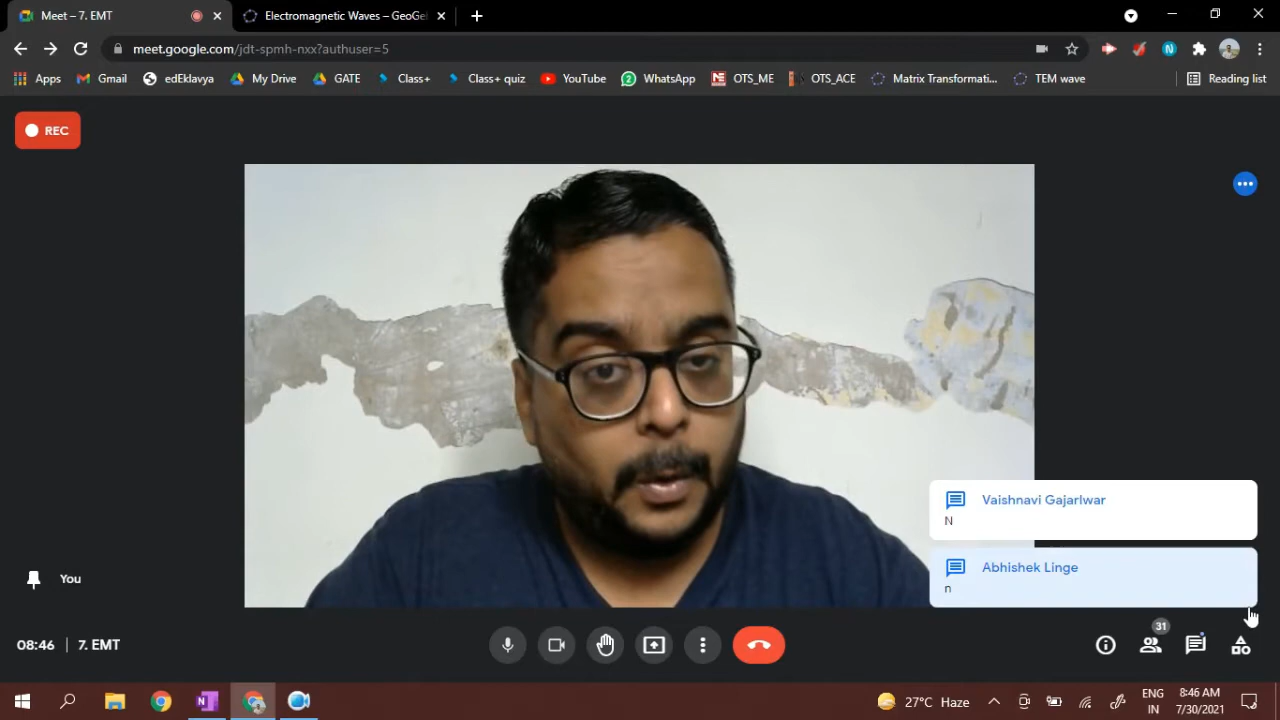 Meet – 7. EMT
Electromagnetic Waves – GeoGe
meet.google.com/jdt-spmh-nxx?authuser=5
Apps
Gmail
edEklavya
My Drive
GATE
Class+
Class+ quiz
YouTube
WhatsApp
OTS_ME
OTS_ACE
Matrix Transformati...
TEM wave
Reading list
REC
Vaishnavi Gajarlwar
N
Abhishek Linge
n
You
08:46 | 7. EMT
31
27°C Haze
ENG
IN
8:46 AM
7/30/2021